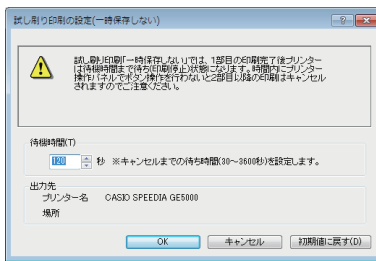 試し刷り印刷の設定(一時保存しない)
試し刷り印刷「一時保存しない」では、1部目の印刷完了後プリンター
は待機時間まで待ち(印刷停止)状態になります。時間内にプリンター
操作パネルでボタン操作を行わないと2部目以降の印刷はキャンセル
されますのでご注意ください。
待機時間(T)
120 秒 ※キャンセルまでの待ち時間(30～3600秒)を設定します。
出力先
プリンター名 CASIO SPEEDIA GE5000
場所
OK キャンセル 初期値に戻す(D)